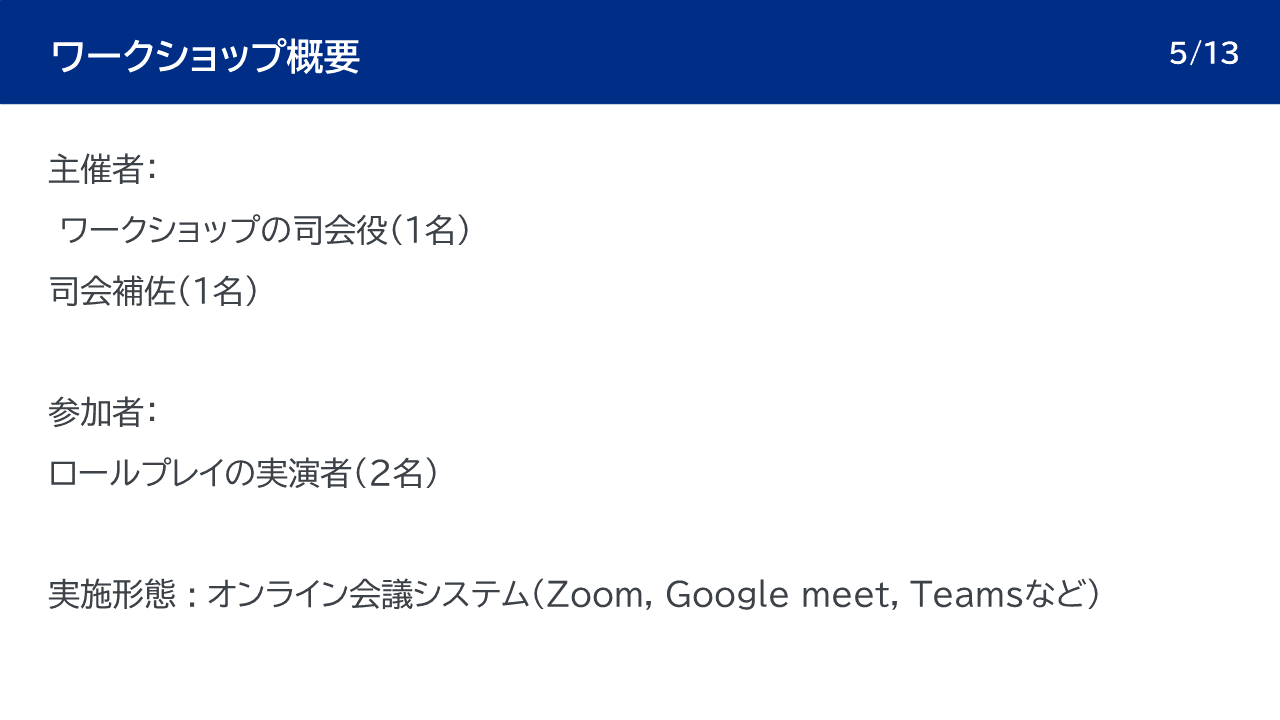 ワークショップ概要
5/13
主催者：
ワークショップの司会役（1名）
司会補佐（1名）
参加者：
ロールプレイの実演者（2名）
実施形態：オンライン会議システム（Zoom, Google meet, Teamsなど）